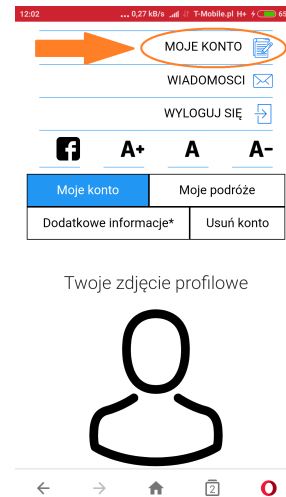 12:02 ... 0,27 kB/s T-Mobile.pl H+ 65
MOJE KONTO
WIADOMOSCI
WYLOGUJ SIĘ
A+ A A-
Moje konto Moje podróże
Dodatkowe informacje* Usuń konto
Twoje zdjęcie profilowe
2